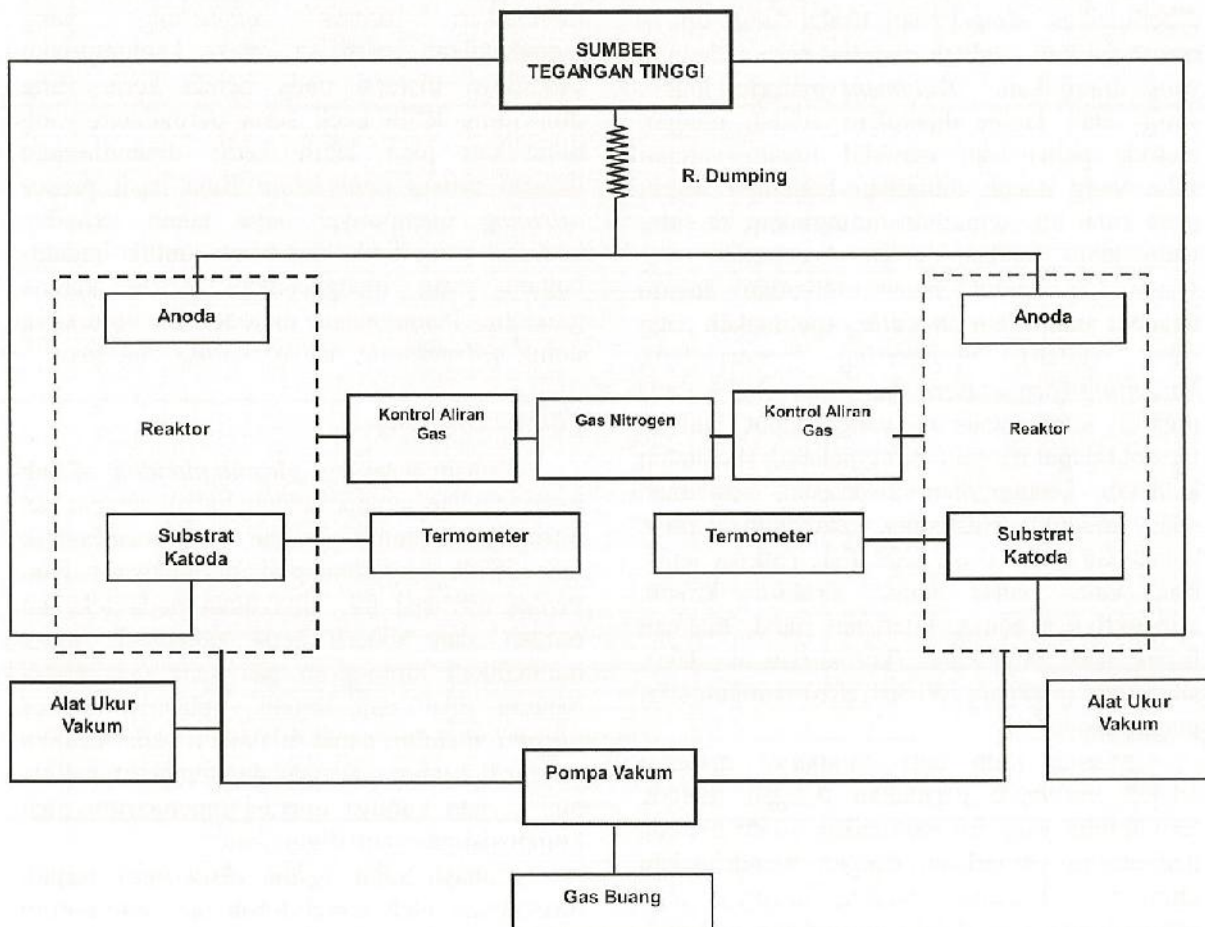 SUMBER
TEGANGAN TINGGI
R. Dumping
Anoda
Anoda
Reaktor
Kontrol Aliran
Gas
Gas Nitrogen
Kontrol Aliran
Gas
Reaktor
Substrat
Katoda
Termometer
Termometer
Substrat
Katoda
Alat Ukur
Vakum
Pompa Vakum
Alat Ukur
Vakum
Gas Buang